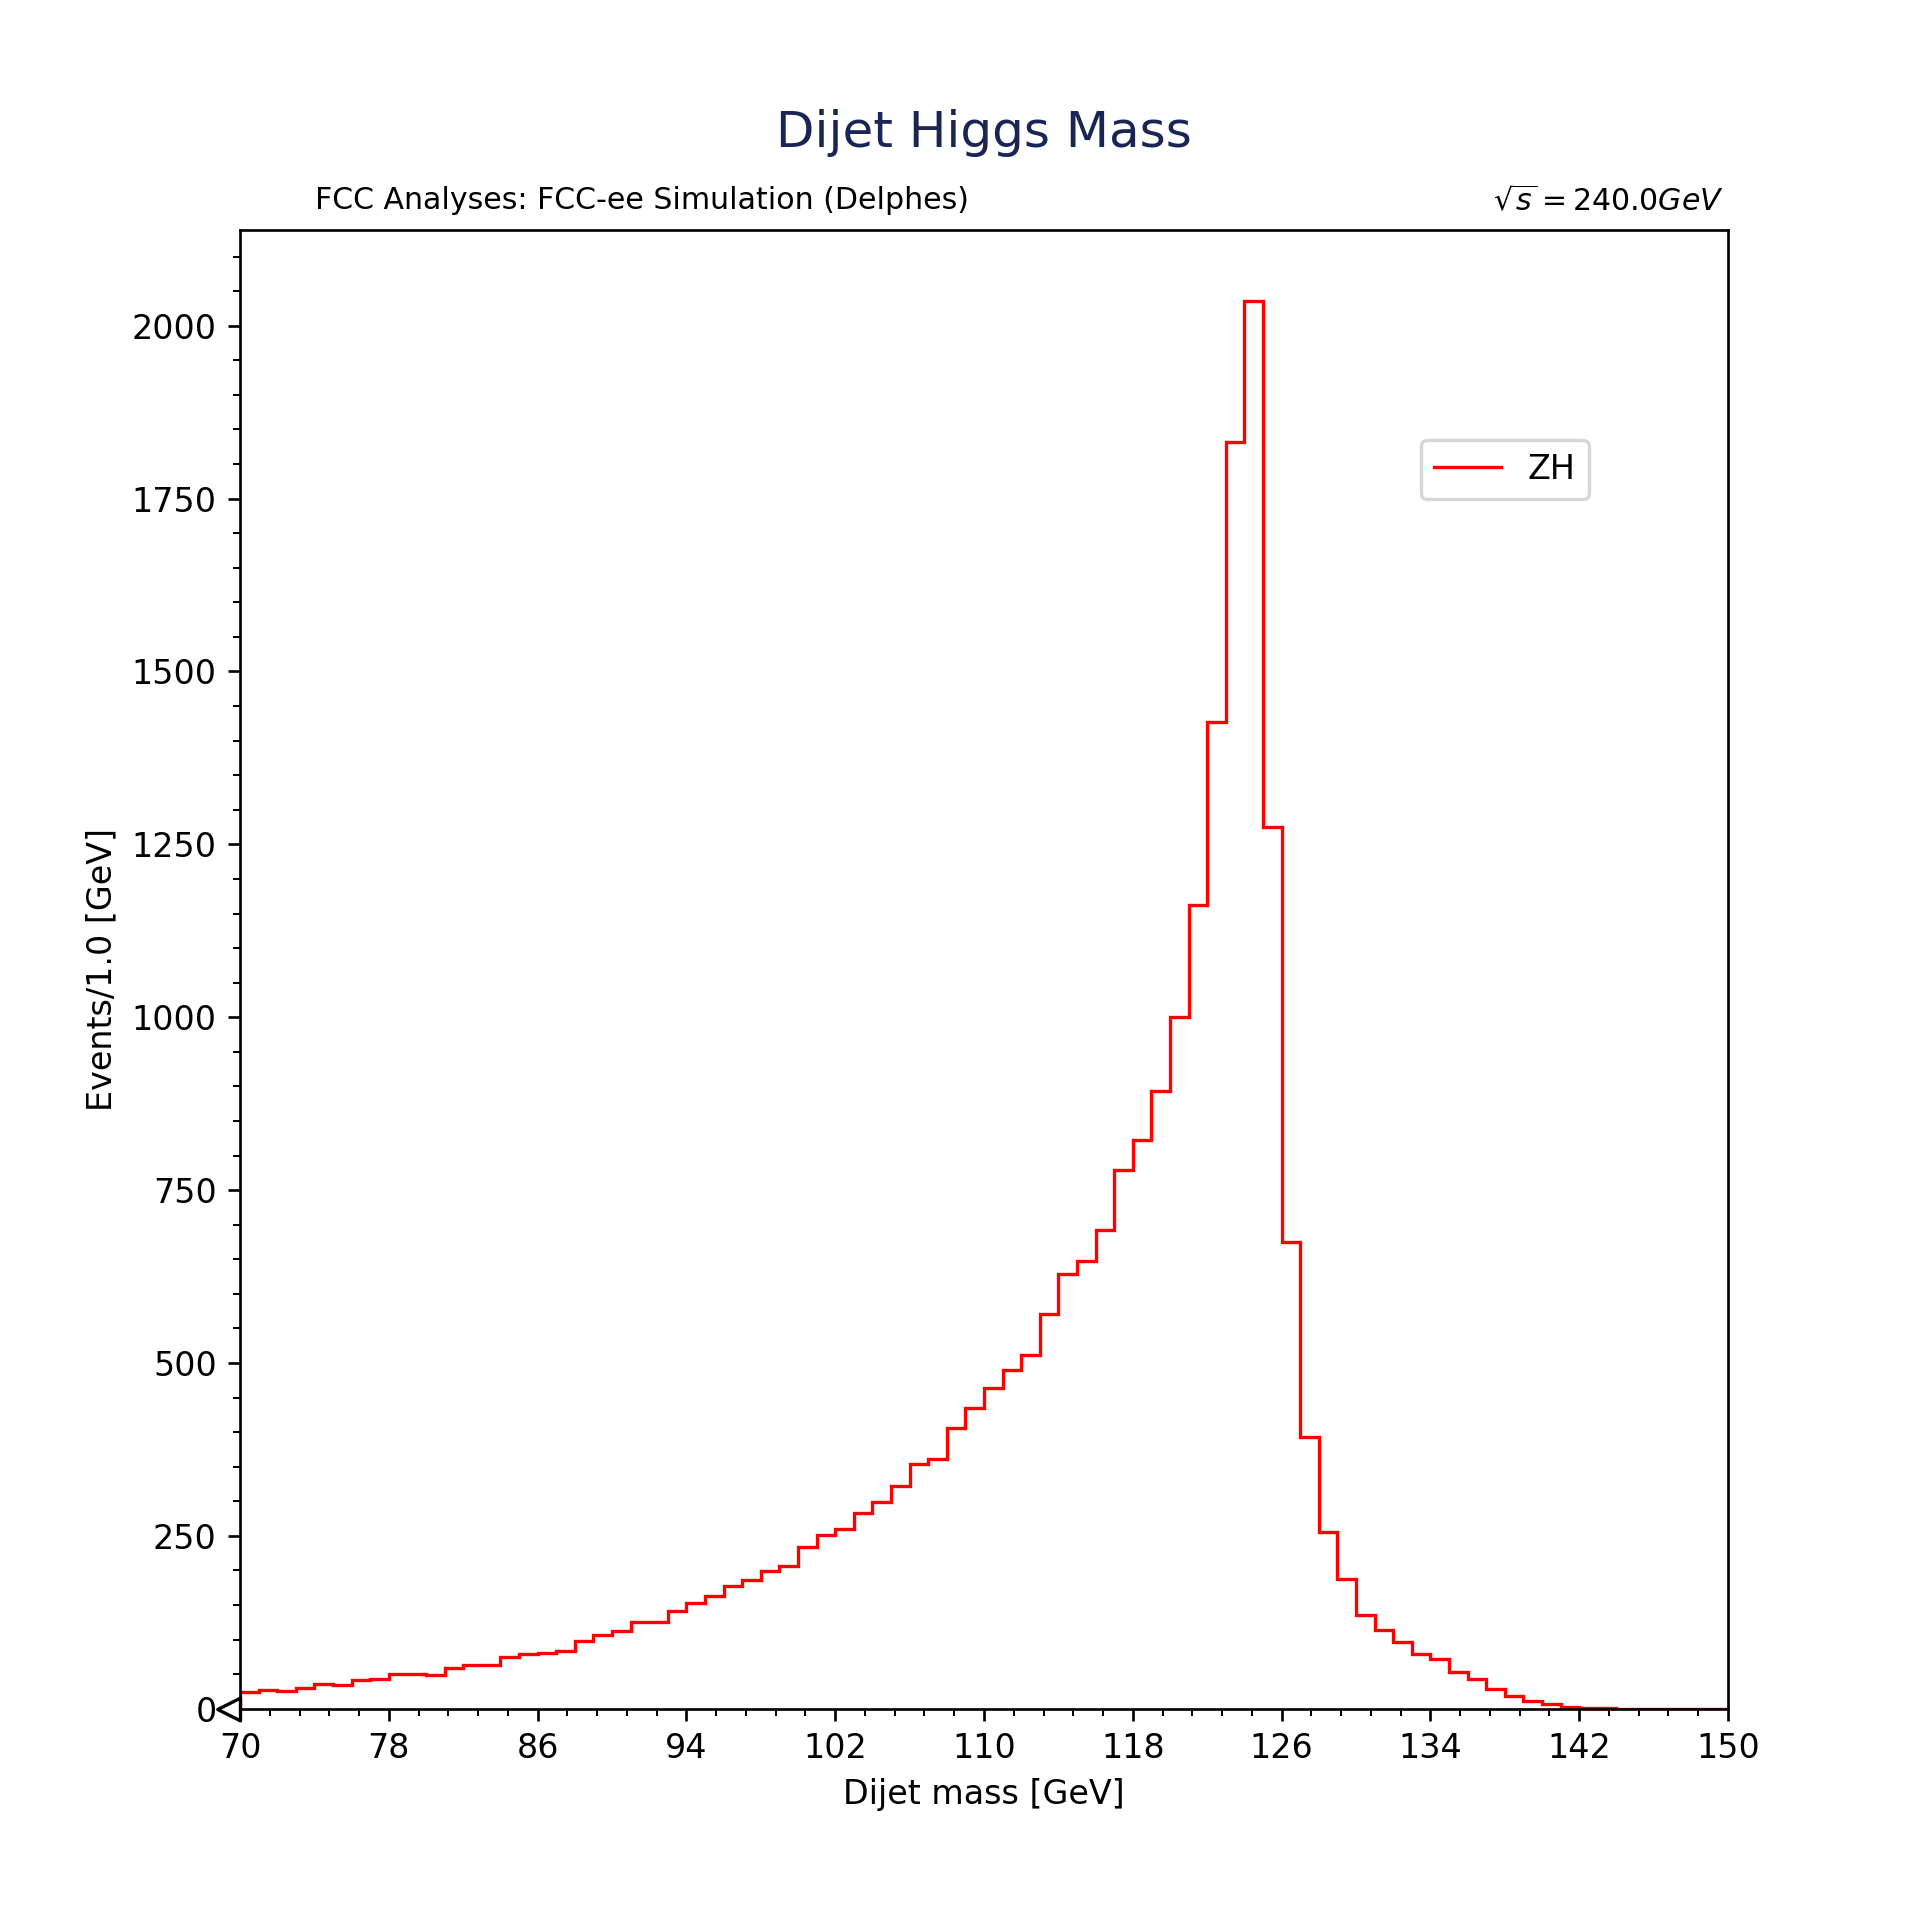 Dijet Higgs Mass
FCC Analyses: FCC-ee Simulation (Delphes)
√s = 240.0GeV
2000
1750
1500
1250
1000
750
500
250
0
Events/1.0 [GeV]
ZH
70 78 86 94 102 110 118 126 134 142 150
Dijet mass [GeV]